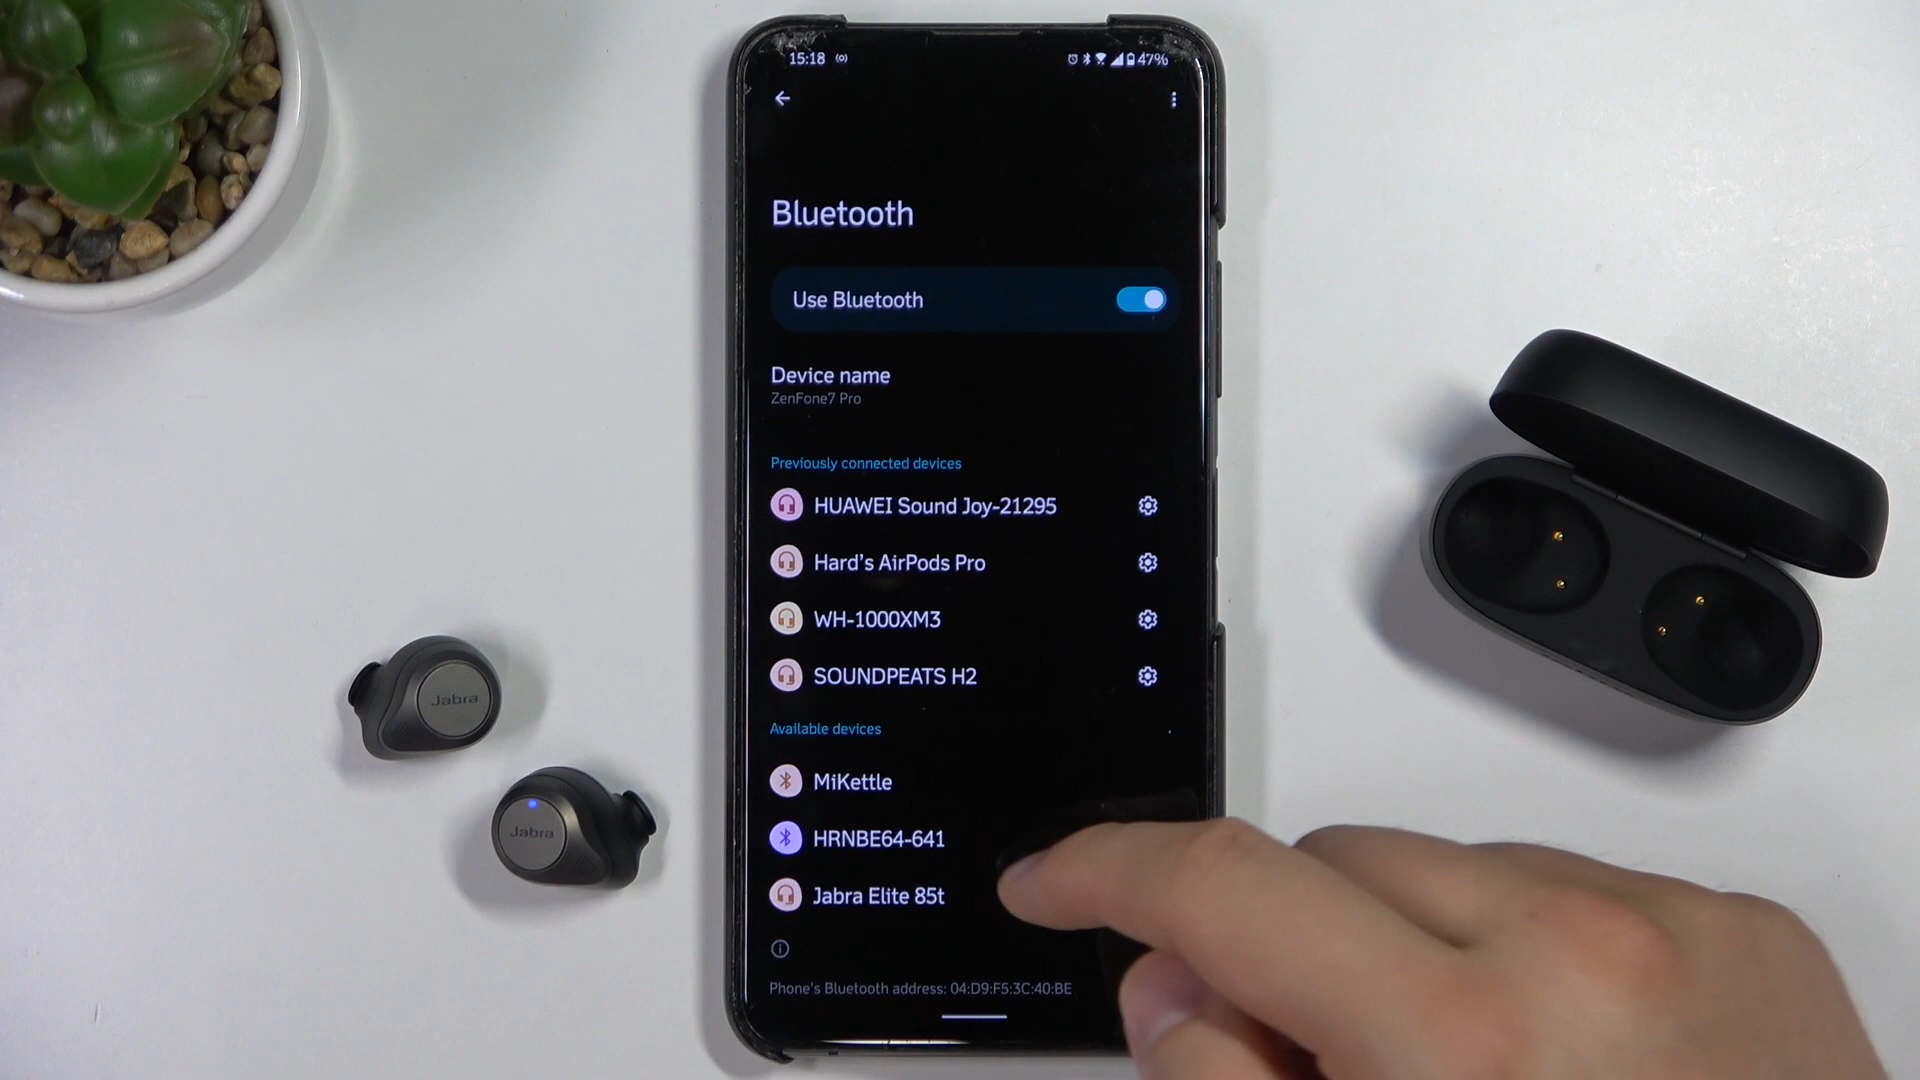 15:18
47%
Bluetooth
Use Bluetooth
Device name
ZenFone7 Pro
Previously connected devices
HUAWEI Sound Joy-21295
Hard's AirPods Pro
WH-1000XM3
SOUNDPEATS H2
Available devices
MiKettle
HRNBE64-641
Jabra Elite 85t
Phone's Bluetooth address: 04:D9:F5:3C:40:BE
Jabra
Jabra